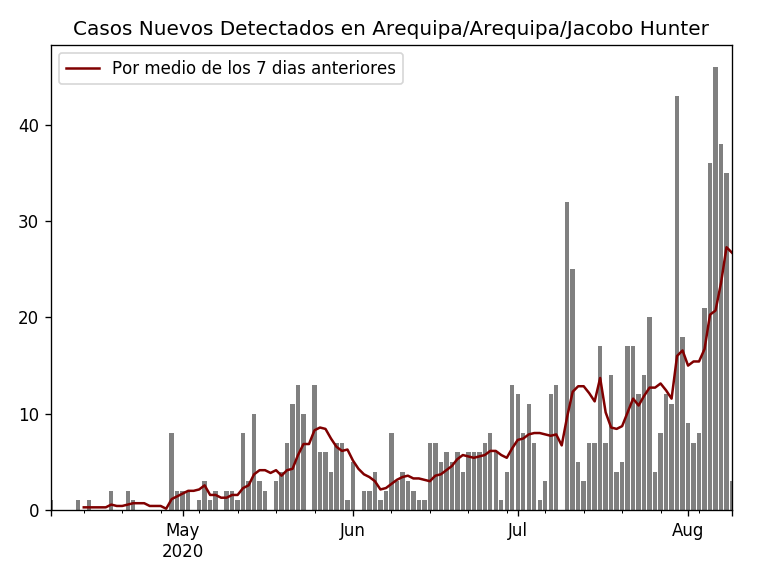 Casos Nuevos Detectados en Arequipa/Arequipa/Jacobo Hunter
Por medio de los 7 dias anteriores
40
30
20
10
0
May Jun Jul Aug
2020